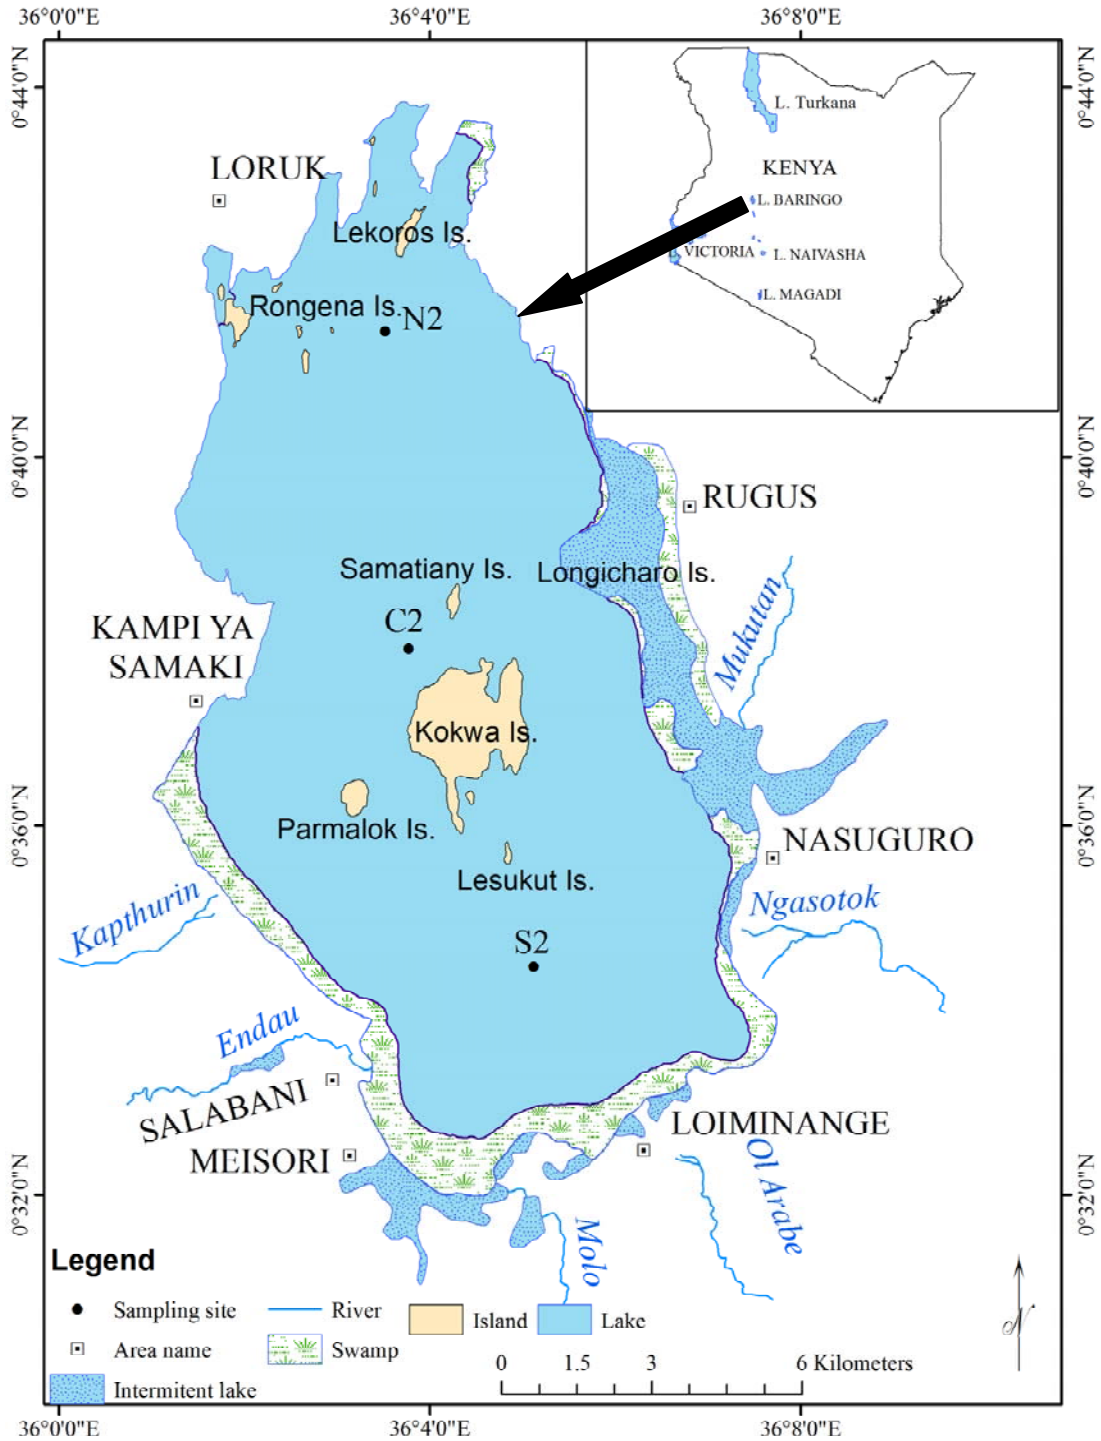 36°0'0"E
36°4'0"E
36°8'0"E
0°44'0"N
0°44'0"N
L. Turkana
KENYA
L. BARINGO
VICTORIA
L. NAIVASHA
L. MAGADI
LORUK
Lekoros Is.
Rongena Is.
N2
0°40'0"N
0°40'0"N
RUGUS
Samatiany Is.
Longicharo Is.
C2
KAMPI YA
SAMAKI
Mukutan
Kokwa Is.
Parmalok Is.
0°36'0"N
0°36'0"N
NASUGURO
Lesukut Is.
Kapthurin
Ngasotok
S2
Endau
SALABANI
LOIMINANGE
MEISORI
Ol Arabe
0°32'0"N
0°32'0"N
Molo
Legend
Sampling site
River
Island
Lake
Area name
Swamp
Intermitent lake
0 1.5 3 6 Kilometers
N
36°0'0"E
36°4'0"E
36°8'0"E